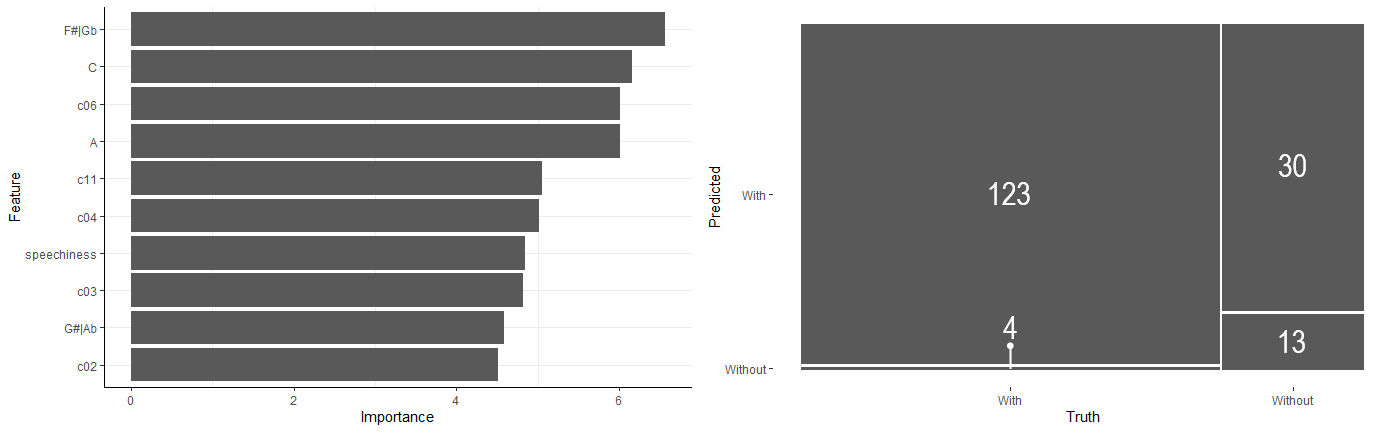 F#|Gb
C
c06
A
c11
c04
speechiness
c03
G#|Ab
c02
Feature
0 2 4 6
Importance
Predicted
With
Without
123
30
4
13
With Without
Truth